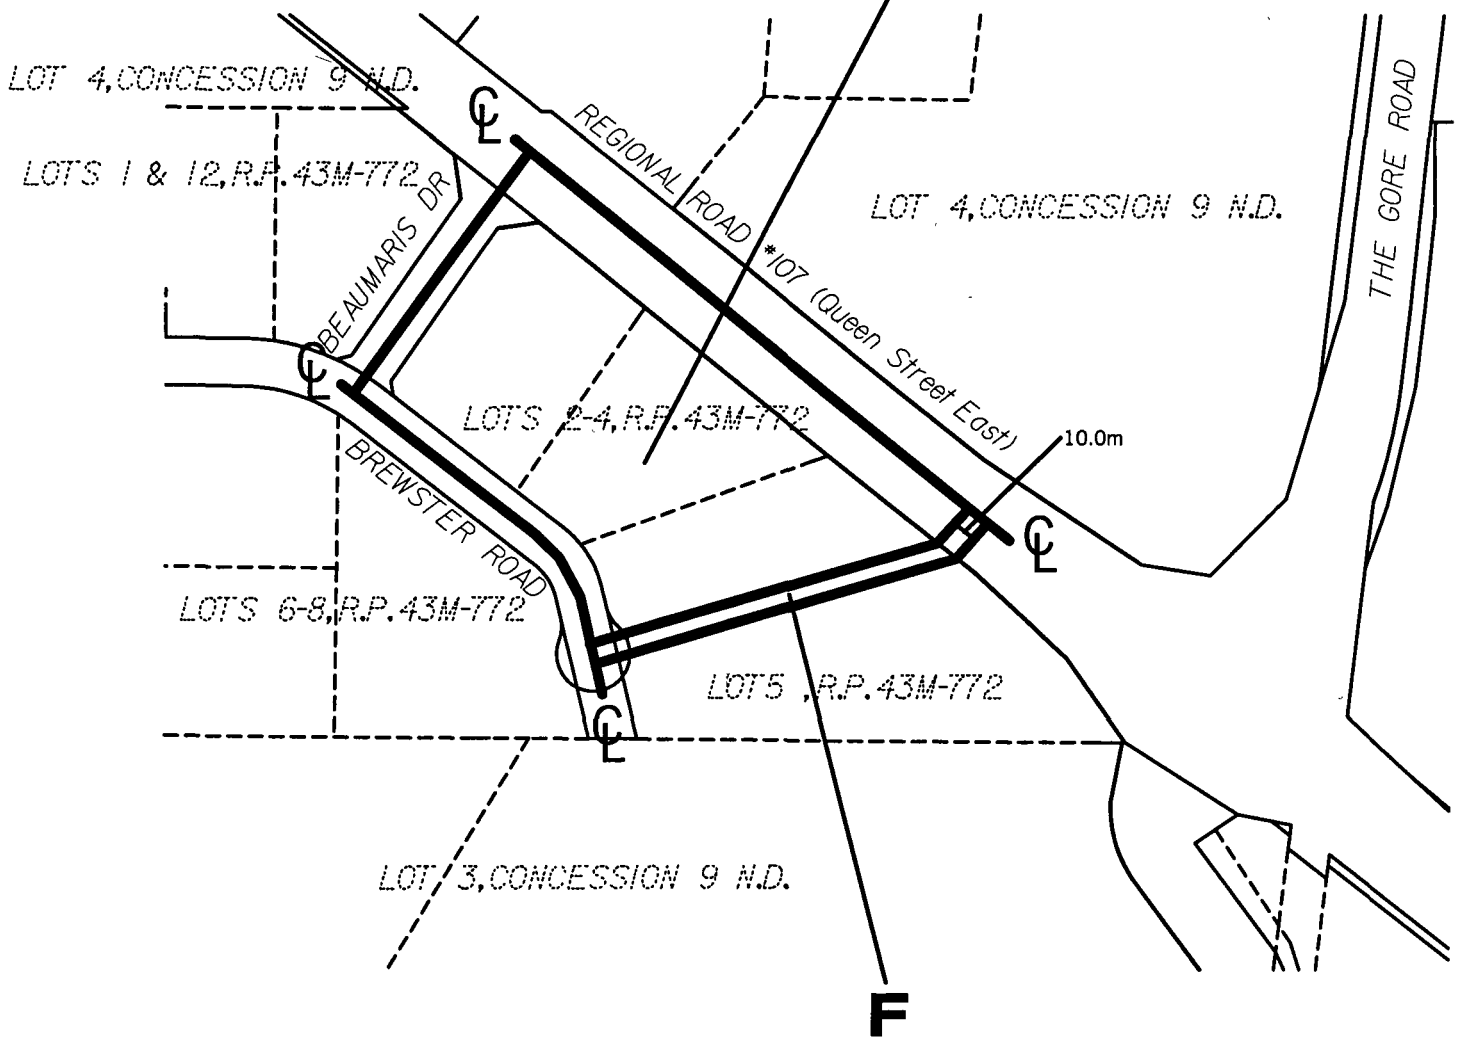 LOT 4, CONCESSION 9 N.D.
℄
REGIONAL ROAD #107 (Queen Street East)
THE GORE ROAD
LOTS 1 & 12, R.P. 43M-772
BEAUMARIS DR
LOT 4, CONCESSION 9 N.D.
℄
LOTS 2-4, R.P. 43M-772
10.0m
BREWSTER ROAD
℄
LOTS 6-8, R.P. 43M-772
LOT 5 , R.P. 43M-772
℄
LOT 3, CONCESSION 9 N.D.
F